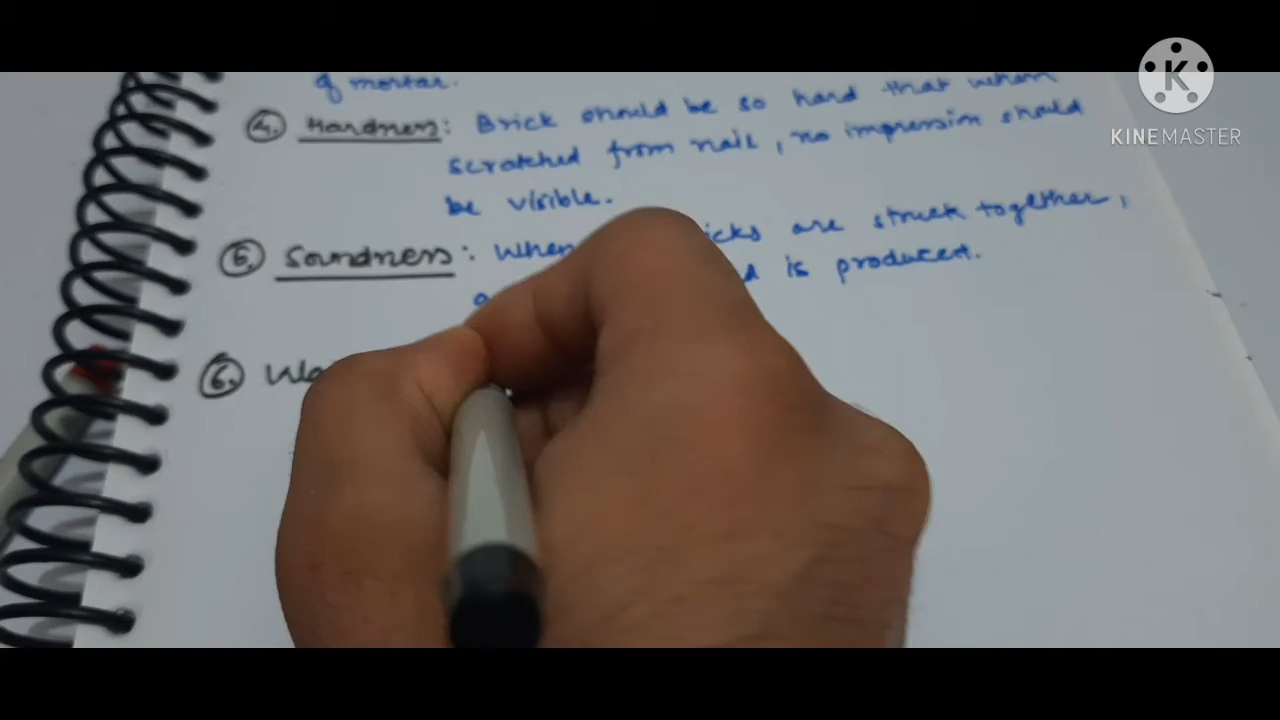 of mortar.
4. Hardness: Brick should be so hard that when
scratched from nail, no impression should
be visible.
5. Soundness: When icks are struck together,
is produced.
6. Wa
K
KINEMASTER